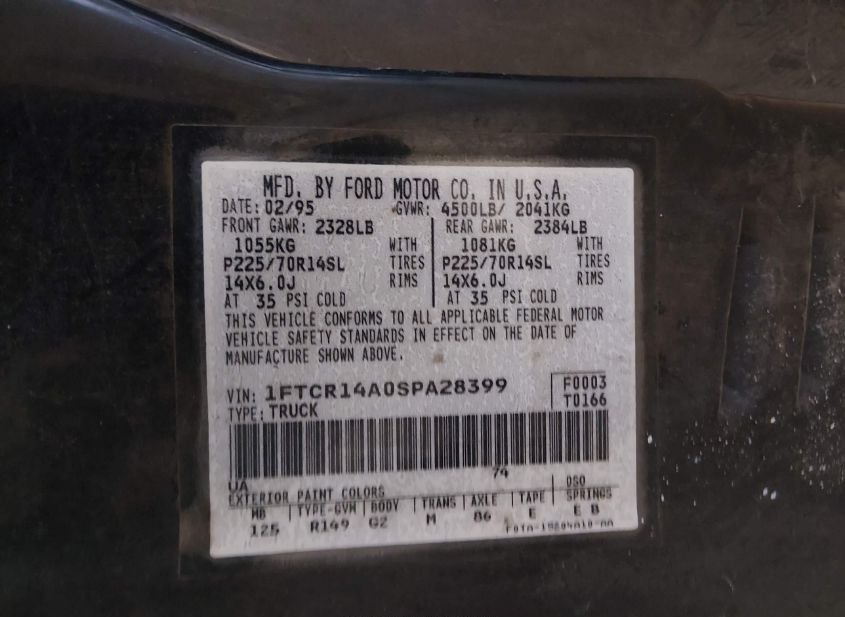 MFD. BY FORD MOTOR CO. IN U.S.A.
DATE: 02/95 GVWR: 4500LB/ 2041KG
FRONT GAWR: 2328LB REAR GAWR: 2384LB
1055KG WITH 1081KG WITH
P225/70R14SL TIRES P225/70R14SL TIRES
14X6.0J RIMS 14X6.0J RIMS
AT 35 PSI COLD AT 35 PSI COLD
THIS VEHICLE CONFORMS TO ALL APPLICABLE FEDERAL MOTOR
VEHICLE SAFETY STANDARDS IN EFFECT ON THE DATE OF
MANUFACTURE SHOWN ABOVE.
VIN: 1FTCR14A0SPA28399 F0003
TYPE: TRUCK T0166
UA 74
EXTERIOR PAINT COLORS DSO
WB TYPE-GVM BODY TRANS AXLE TAPE SPRINGS
125 R149 G2 M 86 E E B